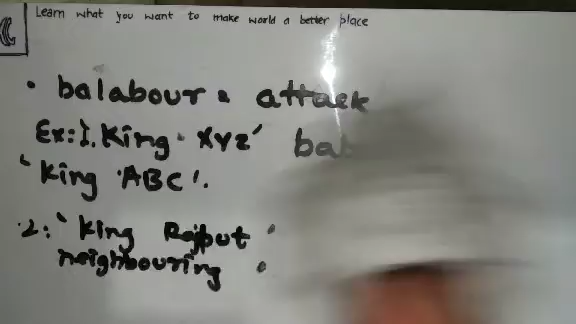 Learn what you want to make world a better place
• balabour • attack
Ex:1. King 'XYZ'
'King 'ABC'.
2: 'King Rajput'
neighbouring